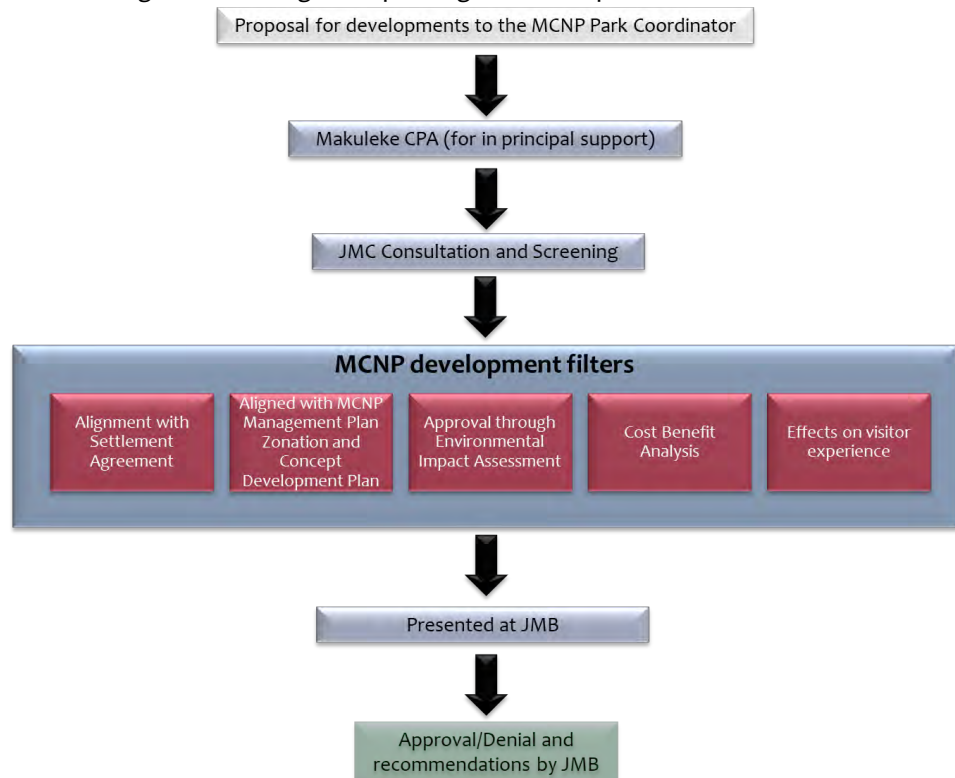 Proposal for developments to the MCNP Park Coordinator
Makuleke CPA (for in principal support)
JMC Consultation and Screening
MCNP development filters
Alignment with
Settlement
Agreement
Aligned with MCNP
Management Plan
Zonation and
Concept
Development Plan
Approval through
Environmental
Impact Assessment
Cost Benefit
Analysis
Effects on visitor
experience
Presented at JMB
Approval/Denial and
recommendations by JMB